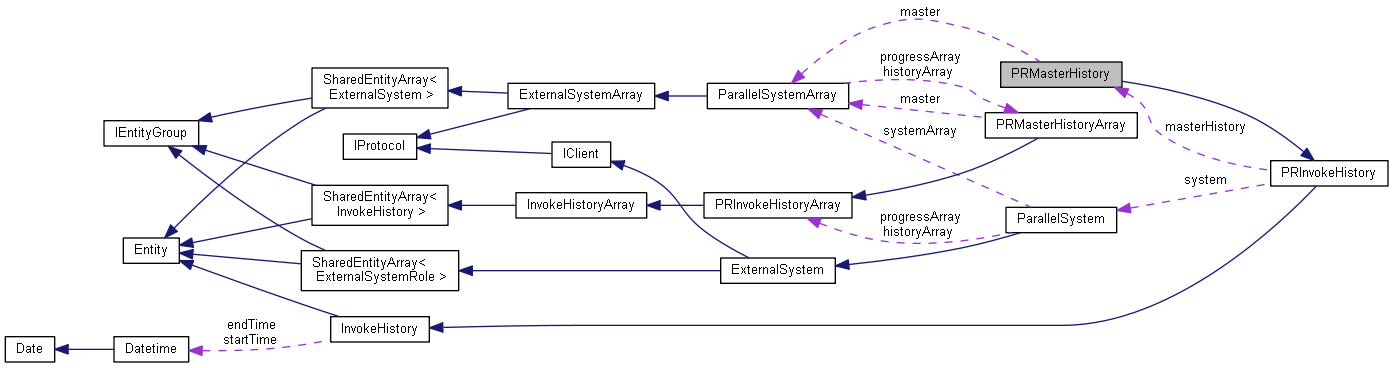 master
progressArray
historyArray
PRMasterHistory
SharedEntityArray<
ExternalSystem >
ExternalSystemArray
ParallelSystemArray
master
PRMasterHistoryArray
masterHistory
IEntityGroup
IProtocol
systemArray
IClient
PRInvokeHistory
system
SharedEntityArray<
InvokeHistory >
InvokeHistoryArray
PRInvokeHistoryArray
progressArray
historyArray
ParallelSystem
Entity
SharedEntityArray<
ExternalSystemRole >
ExternalSystem
endTime
startTime
InvokeHistory
Date
Datetime